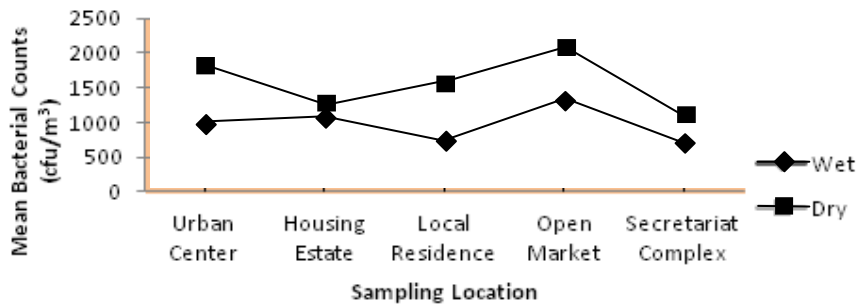 2500
2000
1500
1000
500
0
Mean Bacterial Counts
(cfu/m³)
Urban
Center
Housing
Estate
Local
Residence
Open
Market
Secretariat
Complex
Sampling Location
Wet
Dry